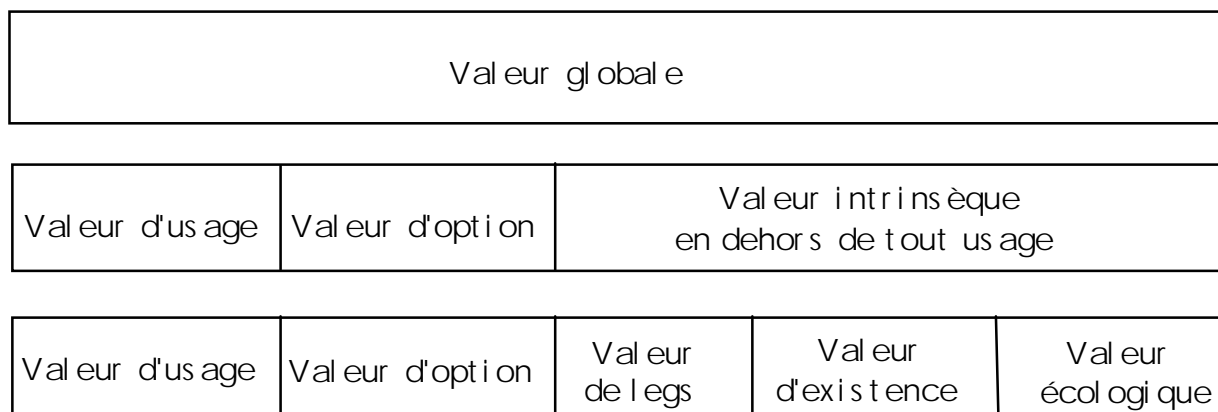 Valeur globale
Valeur d'usage
Valeur d'option
Valeur intrinsèque
en dehors de tout usage
Valeur d'usage
Valeur d'option
Valeur
de legs
Valeur
d'existence
Valeur
écologique